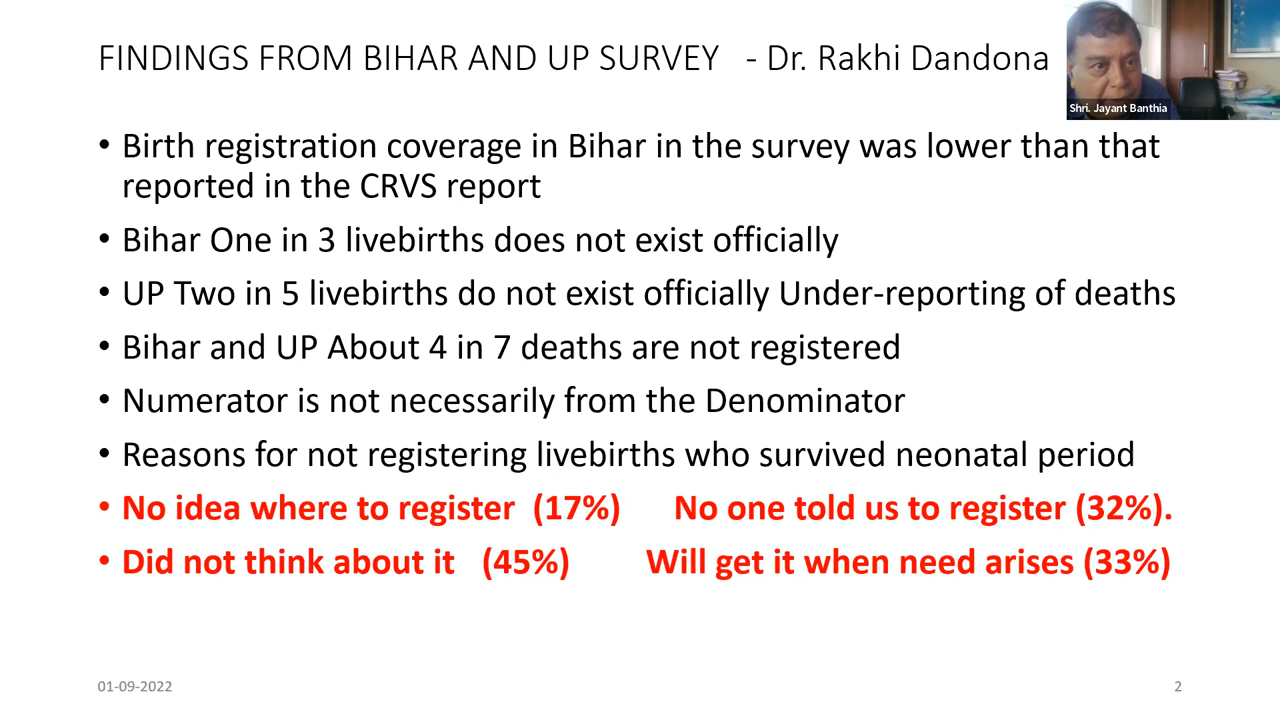 FINDINGS FROM BIHAR AND UP SURVEY - Dr. Rakhi Dandona
Shri. Jayant Banthia
• Birth registration coverage in Bihar in the survey was lower than that
reported in the CRVS report
• Bihar One in 3 livebirths does not exist officially
• UP Two in 5 livebirths do not exist officially Under-reporting of deaths
• Bihar and UP About 4 in 7 deaths are not registered
• Numerator is not necessarily from the Denominator
• Reasons for not registering livebirths who survived neonatal period
• No idea where to register (17%) No one told us to register (32%).
• Did not think about it (45%) Will get it when need arises (33%)
01-09-2022
2